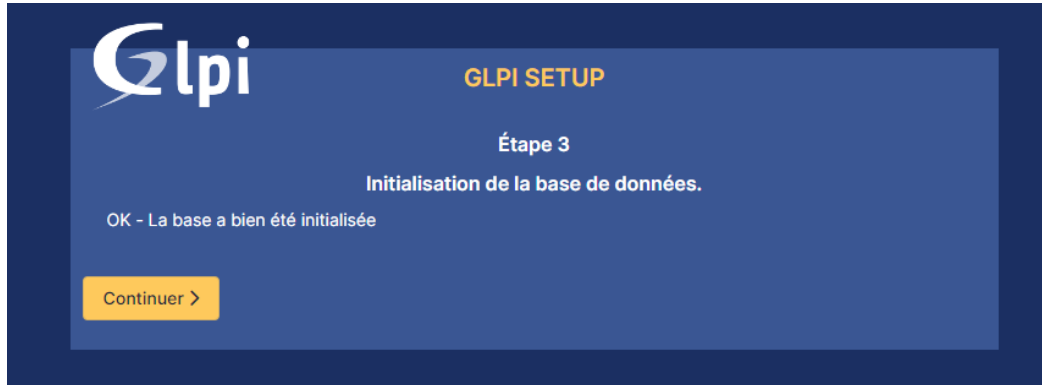 Glpi
GLPI SETUP
Étape 3
Initialisation de la base de données.
OK - La base a bien été initialisée
Continuer